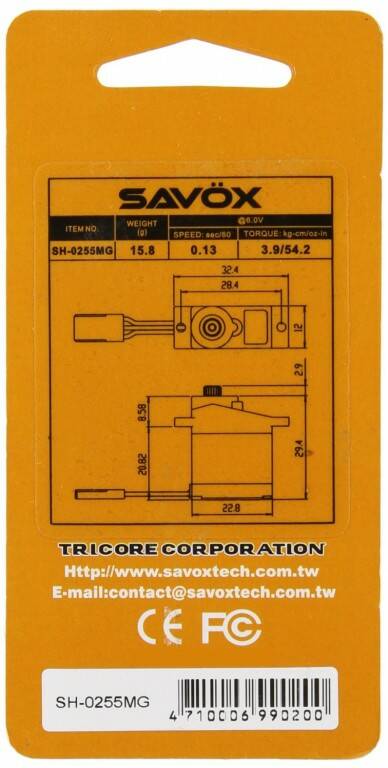 SAVÖX
ITEM NO. WEIGHT (g) @6.0V
SPEED: sec/60 TORQUE: kg-cm/oz-in
SH-0255MG 15.8 0.13 3.9/54.2
32.4
28.4
12
2.9
8.58
20.82
29.4
22.8
TRICORE CORPORATION
Http://www.savoxtech.com.tw
E-mail:contact@savoxtech.com.tw
CE FC
SH-0255MG
4 710006 990200